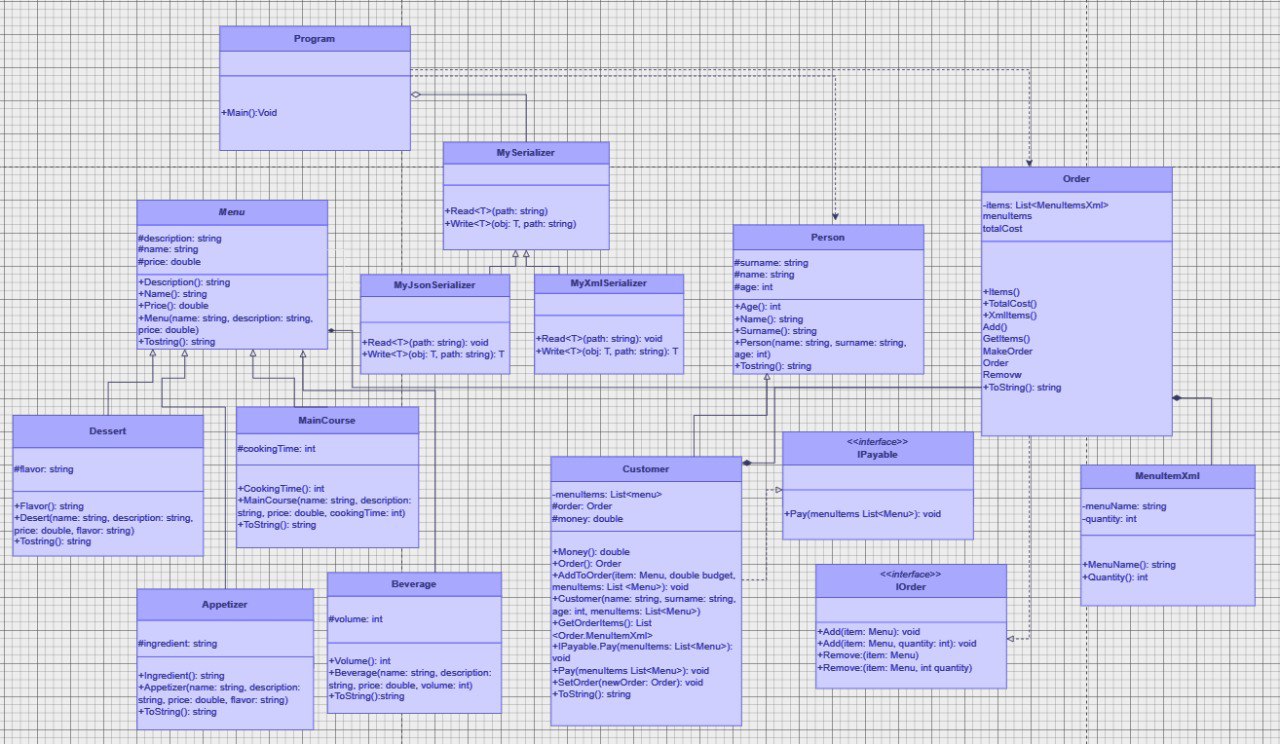 Program
+Main():Void
MySerializer
+Read<T>(path: string)
+Write<T>(obj: T, path: string)
Order
-items: List<MenuItemsXml>
menuItems
totalCost
+Items()
+TotalCost()
+XmlItems()
Add()
GetItems()
MakeOrder
Order
Removw
+ToString(): string
Menu
#description: string
#name: string
#price: double
+Description(): string
+Name(): string
+Price(): double
+Menu(name: string, description: string,
price: double)
+Tostring(): string
Person
#surname: string
#name: string
#age: int
+Age(): int
+Name(): string
+Surname(): string
+Person(name: string, surname: string,
age: int)
+Tostring(): string
MyJsonSerializer
+Read<T>(path: string): void
+Write<T>(obj: T, path: string): T
MyXmlSerializer
+Read<T>(path: string): void
+Write<T>(obj: T, path: string): T
Dessert
#flavor: string
+Flavor(): string
+Desert(name: string, description: string,
price: double, flavor: string)
+Tostring(): string
MainCourse
#cookingTime: int
+CookingTime(): int
+MainCourse(name: string, description:
string, price: double, cookingTime: int)
+ToString(): string
Customer
-menuItems: List<menu>
#order: Order
#money: double
+Money(): double
+Order(): Order
+AddToOrder(item: Menu, double budget,
menuItems: List <Menu>): void
+Customer(name: string, surname: string,
age: int, menuItems: List<Menu>)
+GetOrderItems(): List
<Order.MenuItemXml>
+IPayable.Pay(menuItems: List<Menu>):
void
+Pay(menuItems List<Menu>): void
+SetOrder(newOrder: Order): void
+ToString(): string
<<interface>>
IPayable
+Pay(menuItems List<Menu>): void
MenuItemXml
-menuName: string
-quantity: int
+MenuName(): string
+Quantity(): int
<<interface>>
IOrder
+Add(item: Menu): void
+Add(item: Menu, quantity: int): void
+Remove:(item: Menu)
+Remove:(item: Menu, int quantity)
Appetizer
#ingredient: string
+Ingredient(): string
+Appetizer(name: string, description:
string, price: double, flavor: string)
+ToString(): string
Beverage
#volume: int
+Volume(): int
+Beverage(name: string, description:
string, price: double, volume: int)
+ToString():string